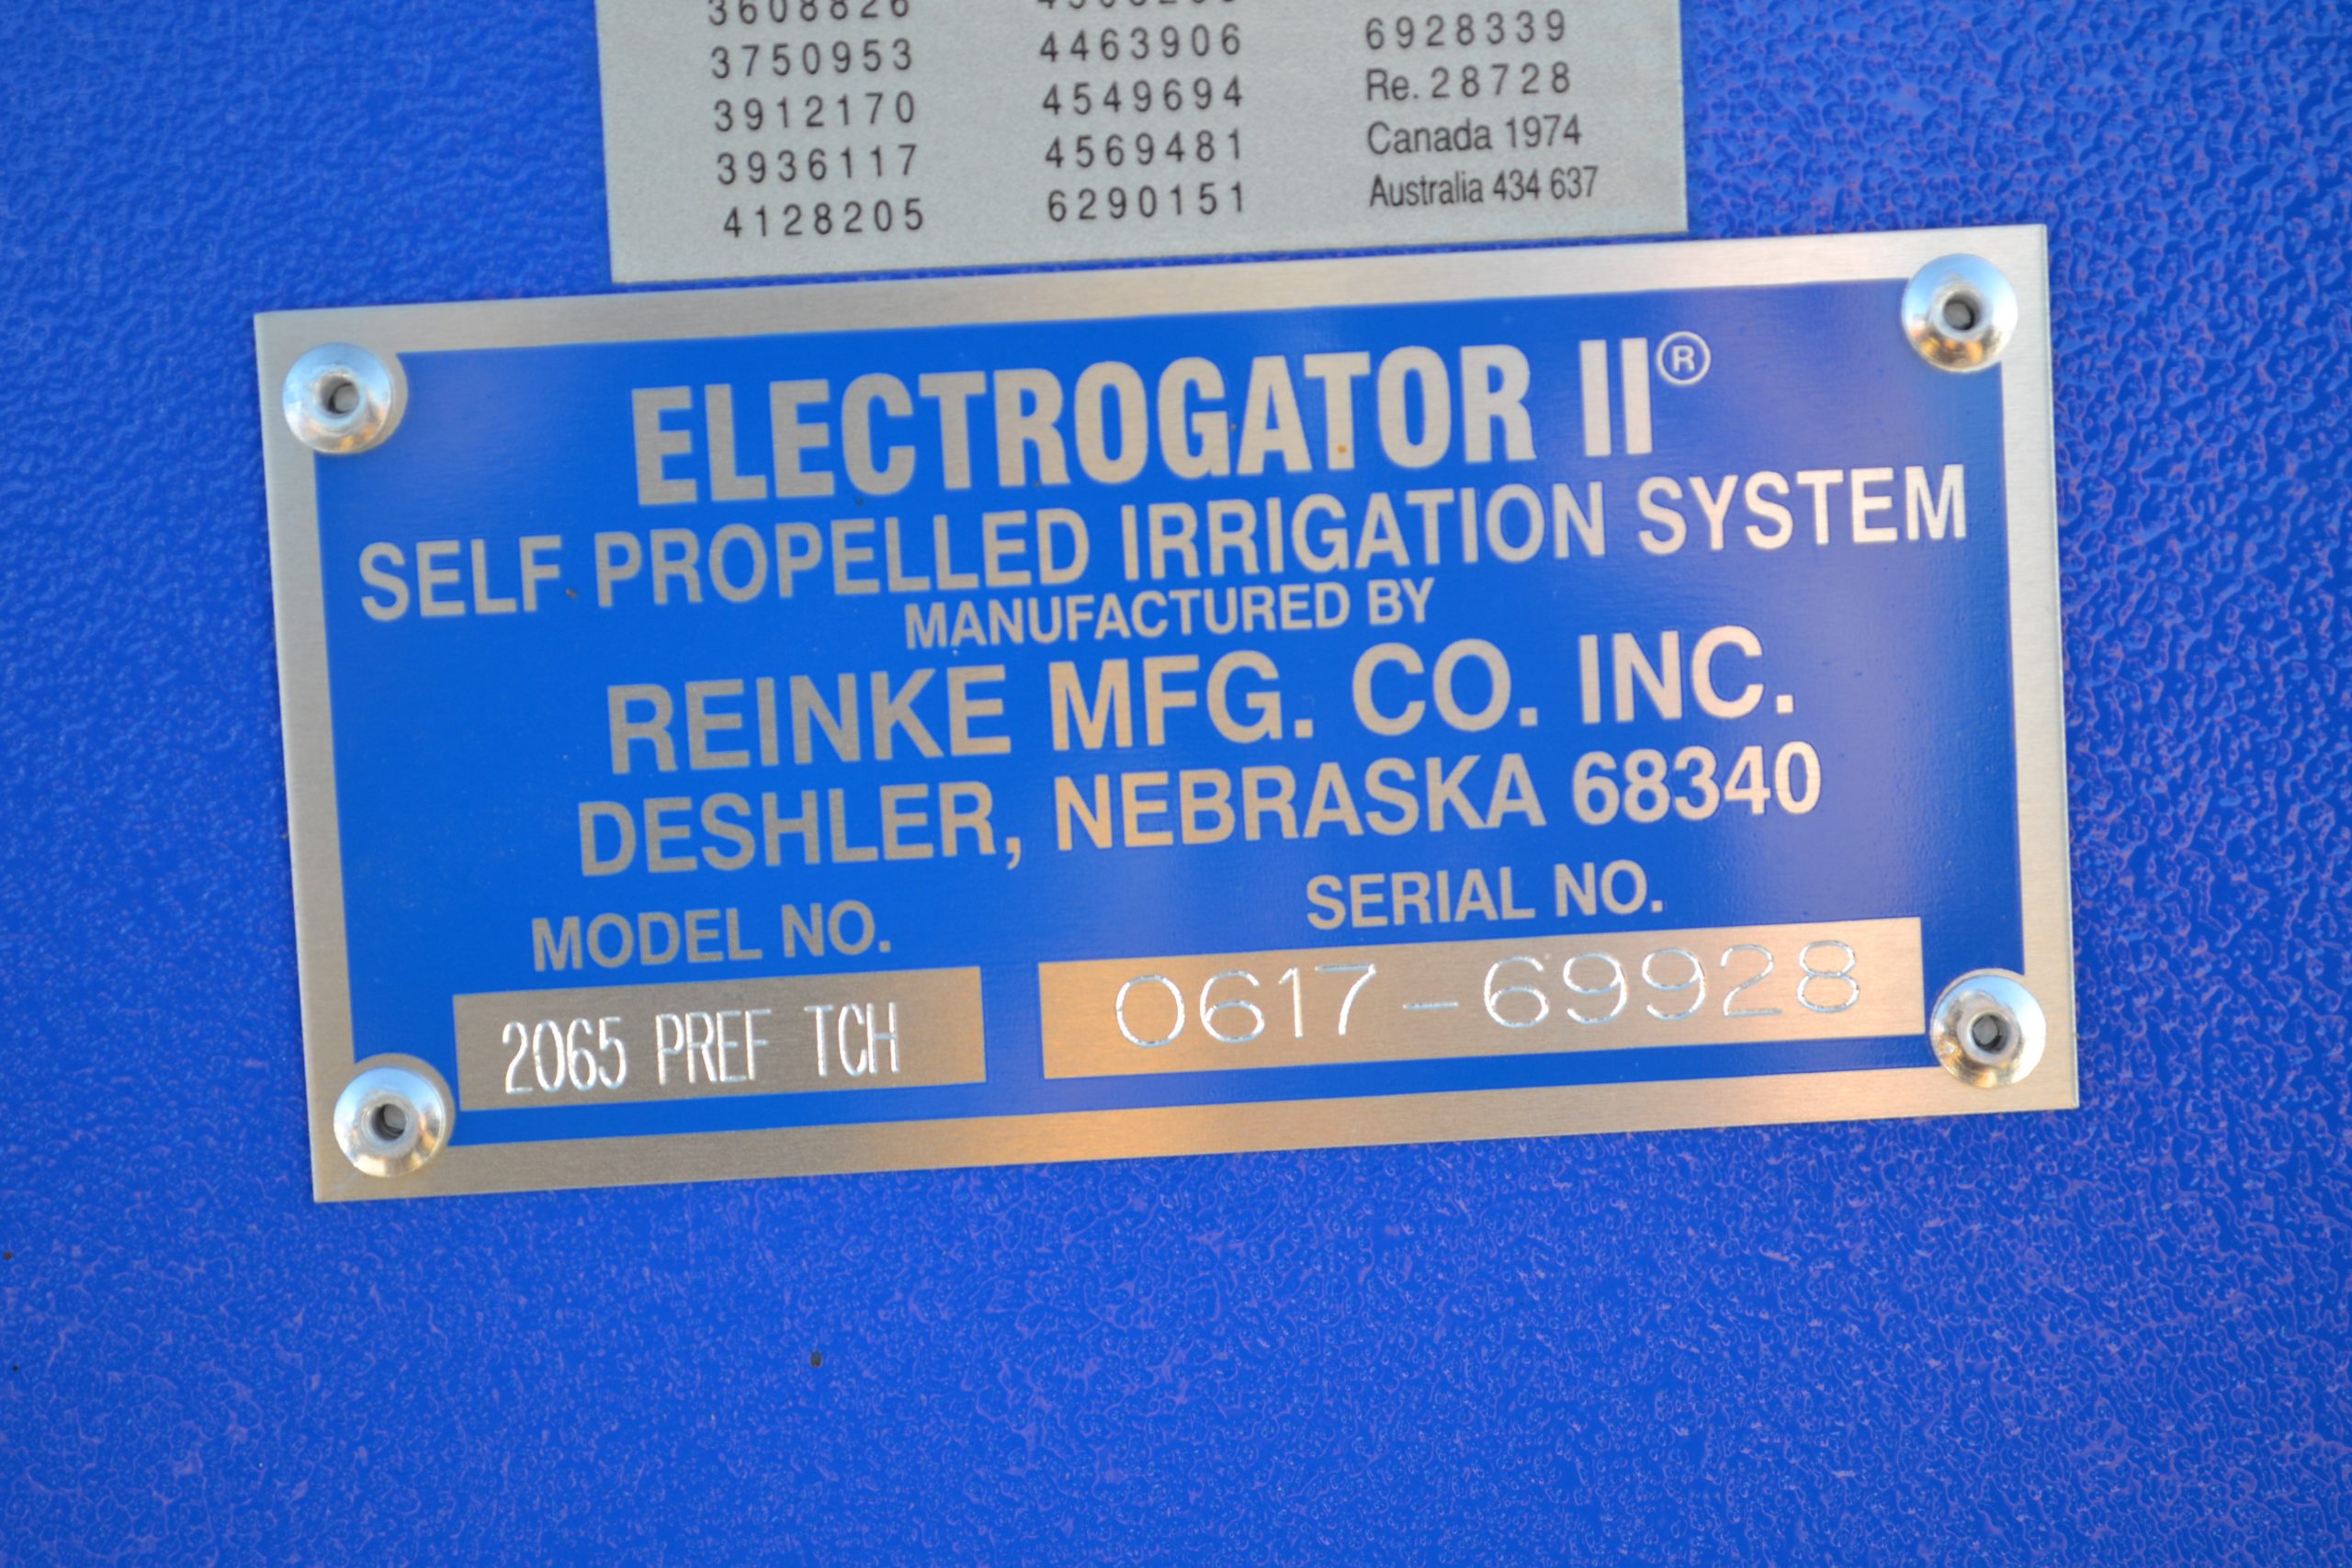 3608826
3750953 4463906 6928339
3912170 4549694 Re. 28728
3936117 4569481 Canada 1974
4128205 6290151 Australia 434 637
ELECTROGATOR II®
SELF PROPELLED IRRIGATION SYSTEM
MANUFACTURED BY
REINKE MFG. CO. INC.
DESHLER, NEBRASKA 68340
MODEL NO. SERIAL NO.
2065 PREF TCH 0617-69928